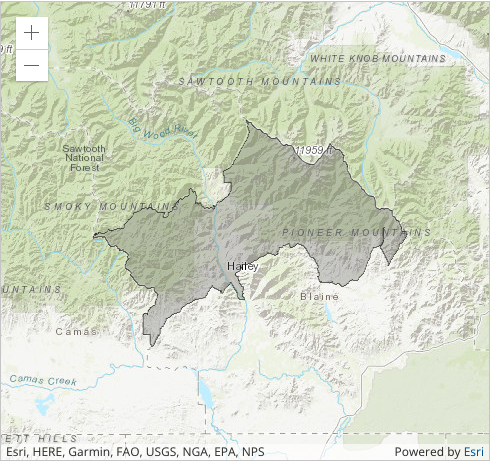 11791 ft
ft
+
−
WHITE KNOB MOUNTAINS
SAWTOOTH MOUNTAINS
Big Wood River
Sawtooth
National
Forest
11959 ft
SMOKY MOUNTAINS
PIONEER MOUNTAINS
Hailey
UNTAINS
Blaine
Camas
Camas Creek
ETT HILLS
Esri, HERE, Garmin, FAO, USGS, NGA, EPA, NPS
Powered by Esri